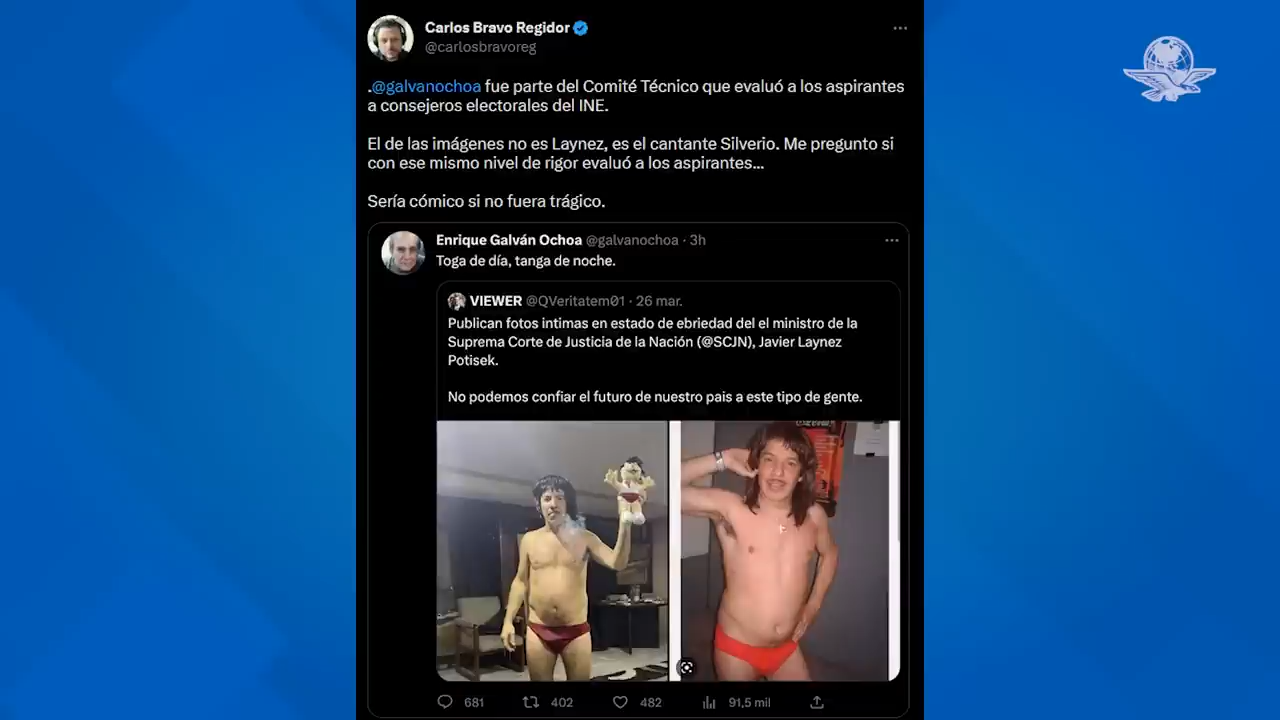 Carlos Bravo Regidor
@carlosbravoreg
.@galvanochoa fue parte del Comité Técnico que evaluó a los aspirantes
a consejeros electorales del INE.
El de las imágenes no es Laynez, es el cantante Silverio. Me pregunto si
con ese mismo nivel de rigor evaluó a los aspirantes...
Sería cómico si no fuera trágico.
Enrique Galván Ochoa @galvanochoa · 3h
Toga de día, tanga de noche.
VIEWER @QVeritatem01 · 26 mar.
Publican fotos intimas en estado de ebriedad del el ministro de la
Suprema Corte de Justicia de la Nación (@SCJN), Javier Laynez
Potisek.
No podemos confiar el futuro de nuestro pais a este tipo de gente.
681 402 482 91,5 mil